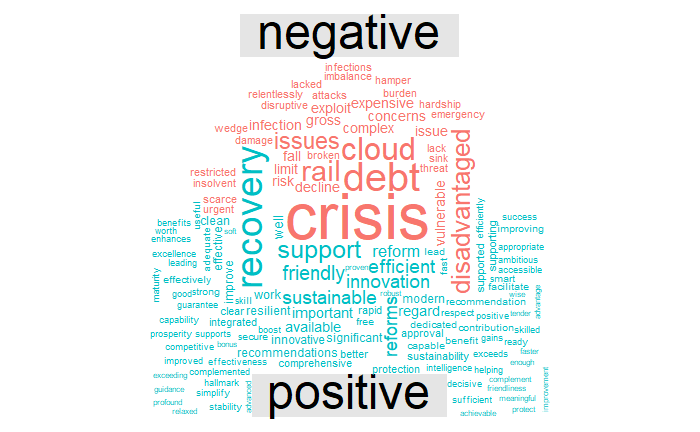 negative
infections
imbalance
lacked
hamper
relentlessly
attacks
burden
disruptive
exploit
expensive
hardship
gross
concerns
emergency
wedge
infection
complex
issue
damage
issues
cloud
lack
fall
broken
sink
restricted
limit
rail
debt
threat
insolvent
risk
decline
disadvantaged
scarce
urgent
crisis
vulnerable
recovery
useful
benefits
clean
well
success
worth
improving
enhances
adequate
effective
soft
efficiently
supported
supporting
support
reform
lead
appropriate
excellence
leading
fast
ambitious
accessible
maturity
effectively
improve
friendly
proven
efficient
smart
innovation
facilitate
good
strong
skill
work
sustainable
robust
modern
recommendation
wise
advantage
guarantee
clear
resilient
important
rapid
regard
respect
positive
tender
capability
integrated
available
free
reforms
dedicated
contribution
skilled
prosperity
supports
boost
significant
approval
gains
secure
innovative
benefit
ready
competitive
bonus
capable
recommendations
better
sustainability
exceeds
faster
improved
effectiveness
comprehensive
enough
complemented
protection
intelligence
helping
exceeding
hallmark
advanced
decisive
complement
guidance
simplify
friendliness
improvement
profound
stability
positive
sufficient
meaningful
relaxed
achievable
protect